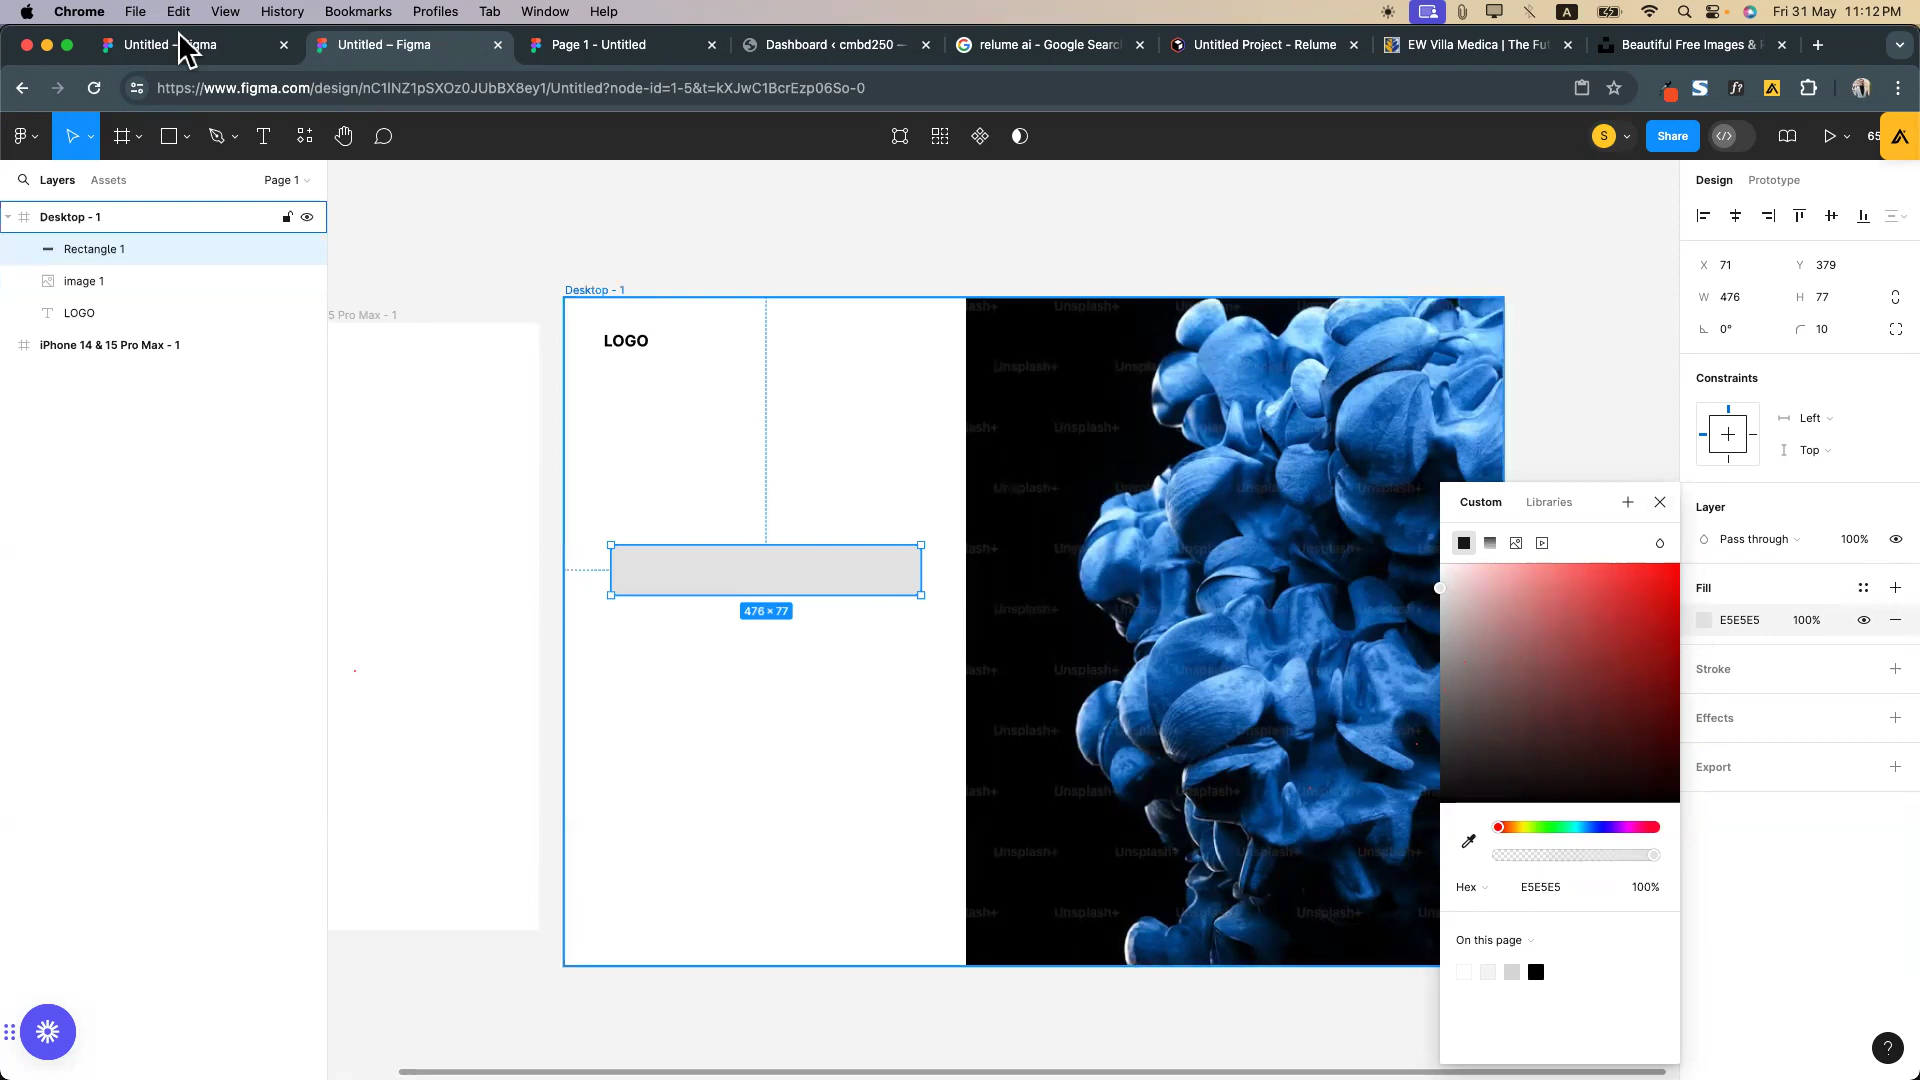 Chrome File Edit View History Bookmarks Profiles Tab Window Help
A Fri 31 May 11:12 PM
Untitled – Figma
Untitled – Figma
Page 1 - Untitled
Dashboard ‹ cmbd250 —
relume ai - Google Searc
Untitled Project - Relume
EW Villa Medica | The Fut
Beautiful Free Images &
https://www.figma.com/design/nC1INZ1pSXOz0JUbBX8ey1/Untitled?node-id=1-5&t=kXJwC1BcrEzp06So-0
S
Share
65
Layers Assets Page 1
Design Prototype
Desktop - 1
Rectangle 1
image 1
LOGO
iPhone 14 & 15 Pro Max - 1
5 Pro Max - 1
Desktop - 1
LOGO
476 × 77
Unsplash+
X 71 Y 379
W 476 H 77
0° 10
Constraints
Left
Top
Layer
Pass through 100%
Fill
E5E5E5 100%
Stroke
Effects
Export
Custom Libraries
Hex E5E5E5 100%
On this page
?